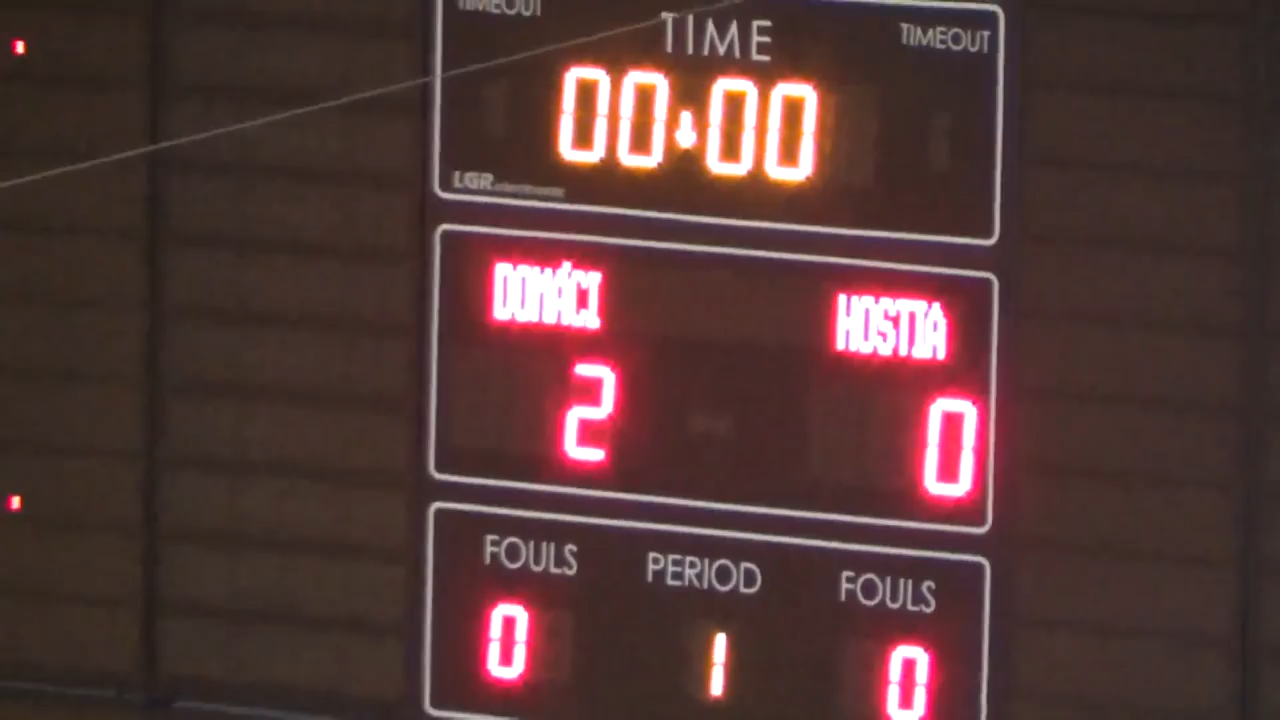 TIMEOUT TIME TIMEOUT
00:00
LGR
DOMÁCI HOSTIA
2 0
FOULS PERIOD FOULS
0 1 0